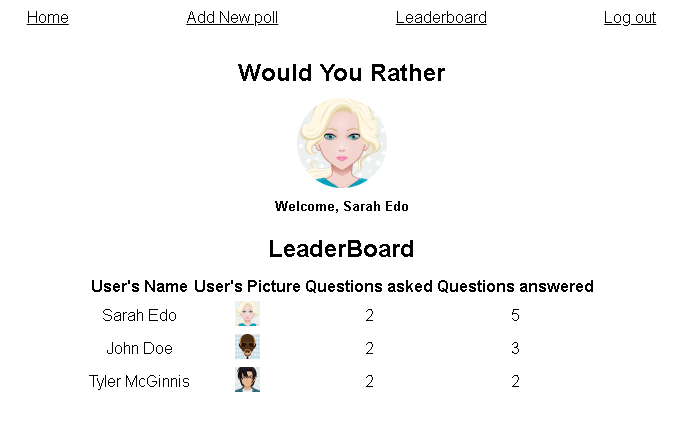 Home Add New poll Leaderboard Log out
Would You Rather
Welcome, Sarah Edo
LeaderBoard
User's Name User's Picture Questions asked Questions answered
Sarah Edo 2 5
John Doe 2 3
Tyler McGinnis 2 2